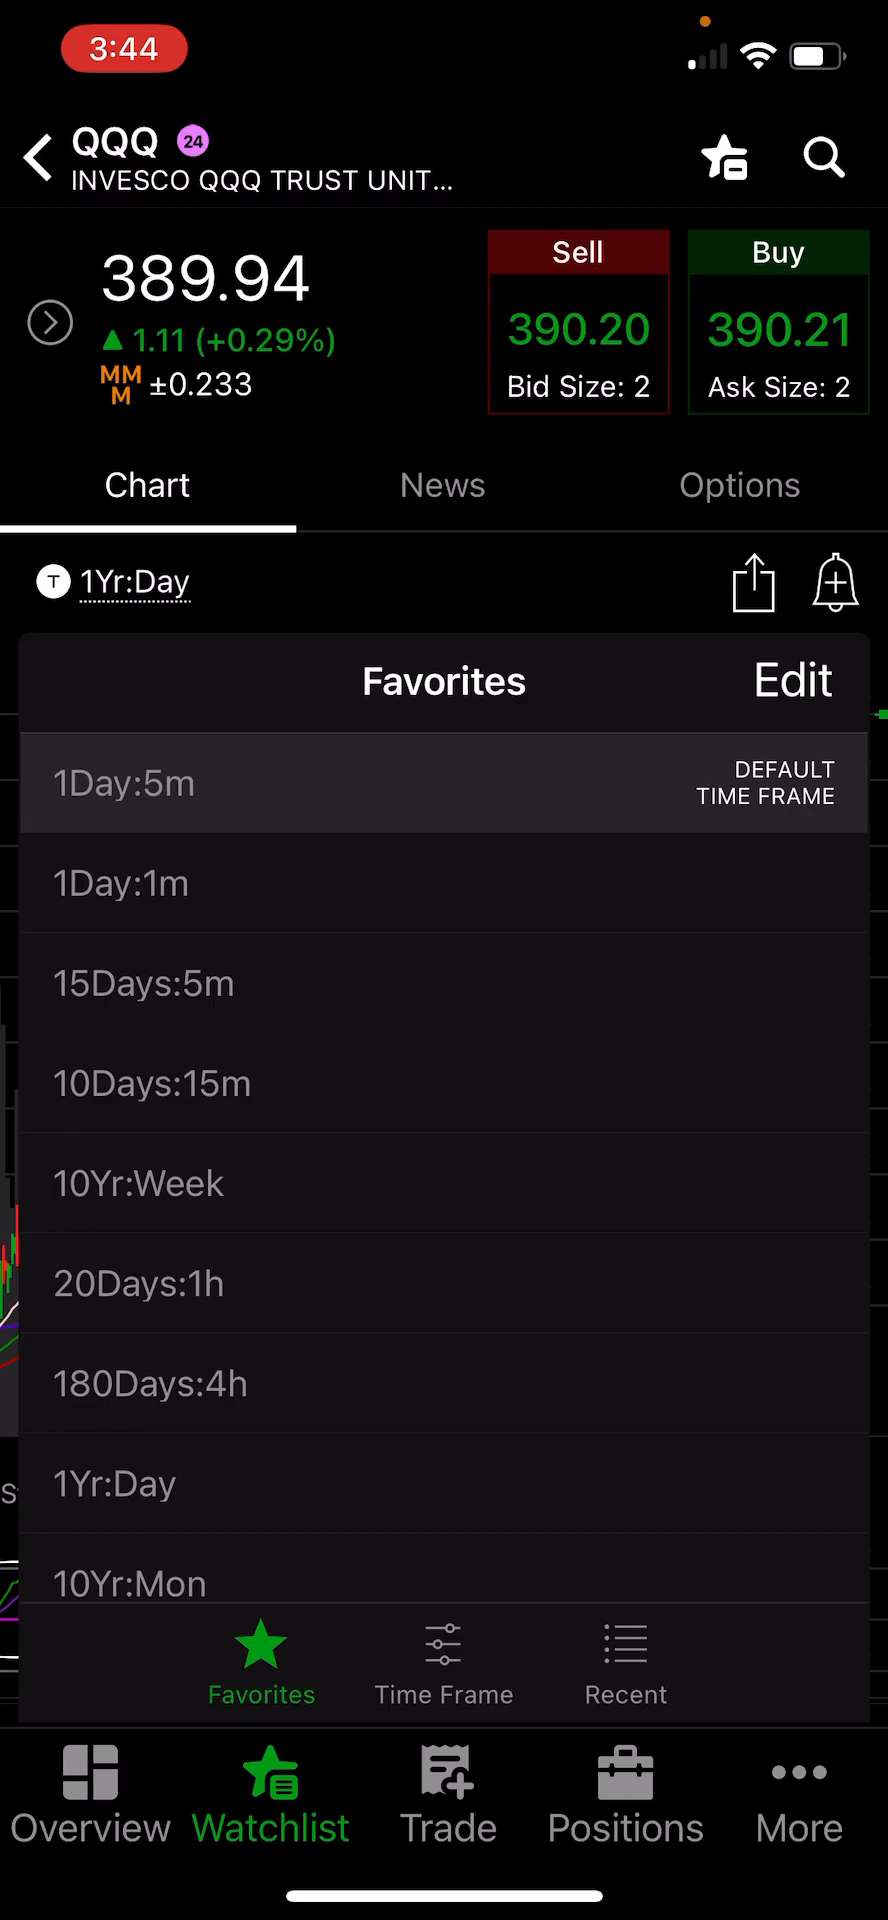 3:44
QQQ 24
INVESCO QQQ TRUST UNIT...
389.94
1.11 (+0.29%)
MM
M ±0.233
Sell
390.20
Bid Size: 2
Buy
390.21
Ask Size: 2
Chart News Options
T 1Yr:Day
Favorites Edit
1Day:5m DEFAULT
TIME FRAME
1Day:1m
15Days:5m
10Days:15m
10Yr:Week
20Days:1h
180Days:4h
1Yr:Day
10Yr:Mon
Favorites Time Frame Recent
Overview Watchlist Trade Positions More